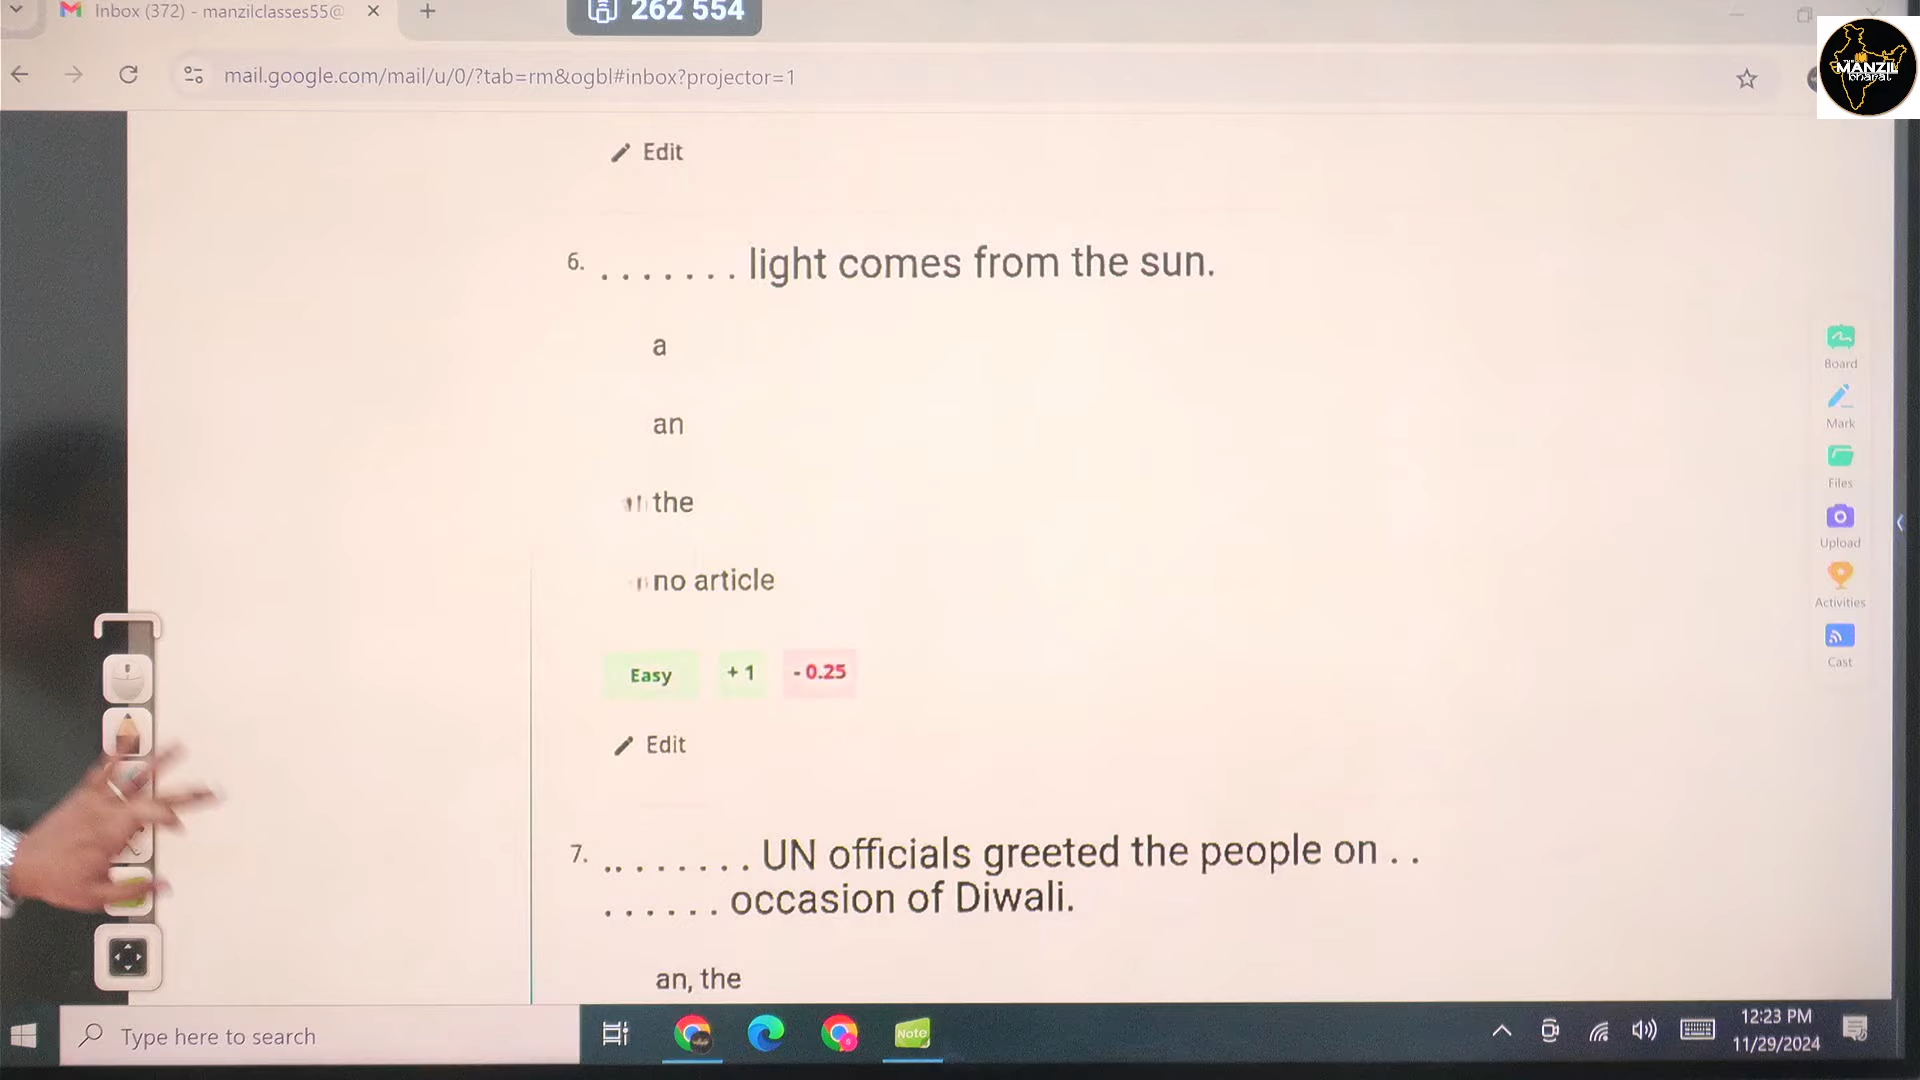 Inbox (372) - manzilclasses55@
262 554
mail.google.com/mail/u/0/?tab=rm&ogbl#inbox?projector=1
MANZIL
bharat
Edit
6. . . . . . . . light comes from the sun.
a
an
the
no article
Easy + 1 - 0.25
Edit
7. .. . . . . . . UN officials greeted the people on . .
. . . . . . occasion of Diwali.
an, the
Board
Mark
Files
Upload
Activities
Cast
Type here to search
Note
12:23 PM
11/29/2024